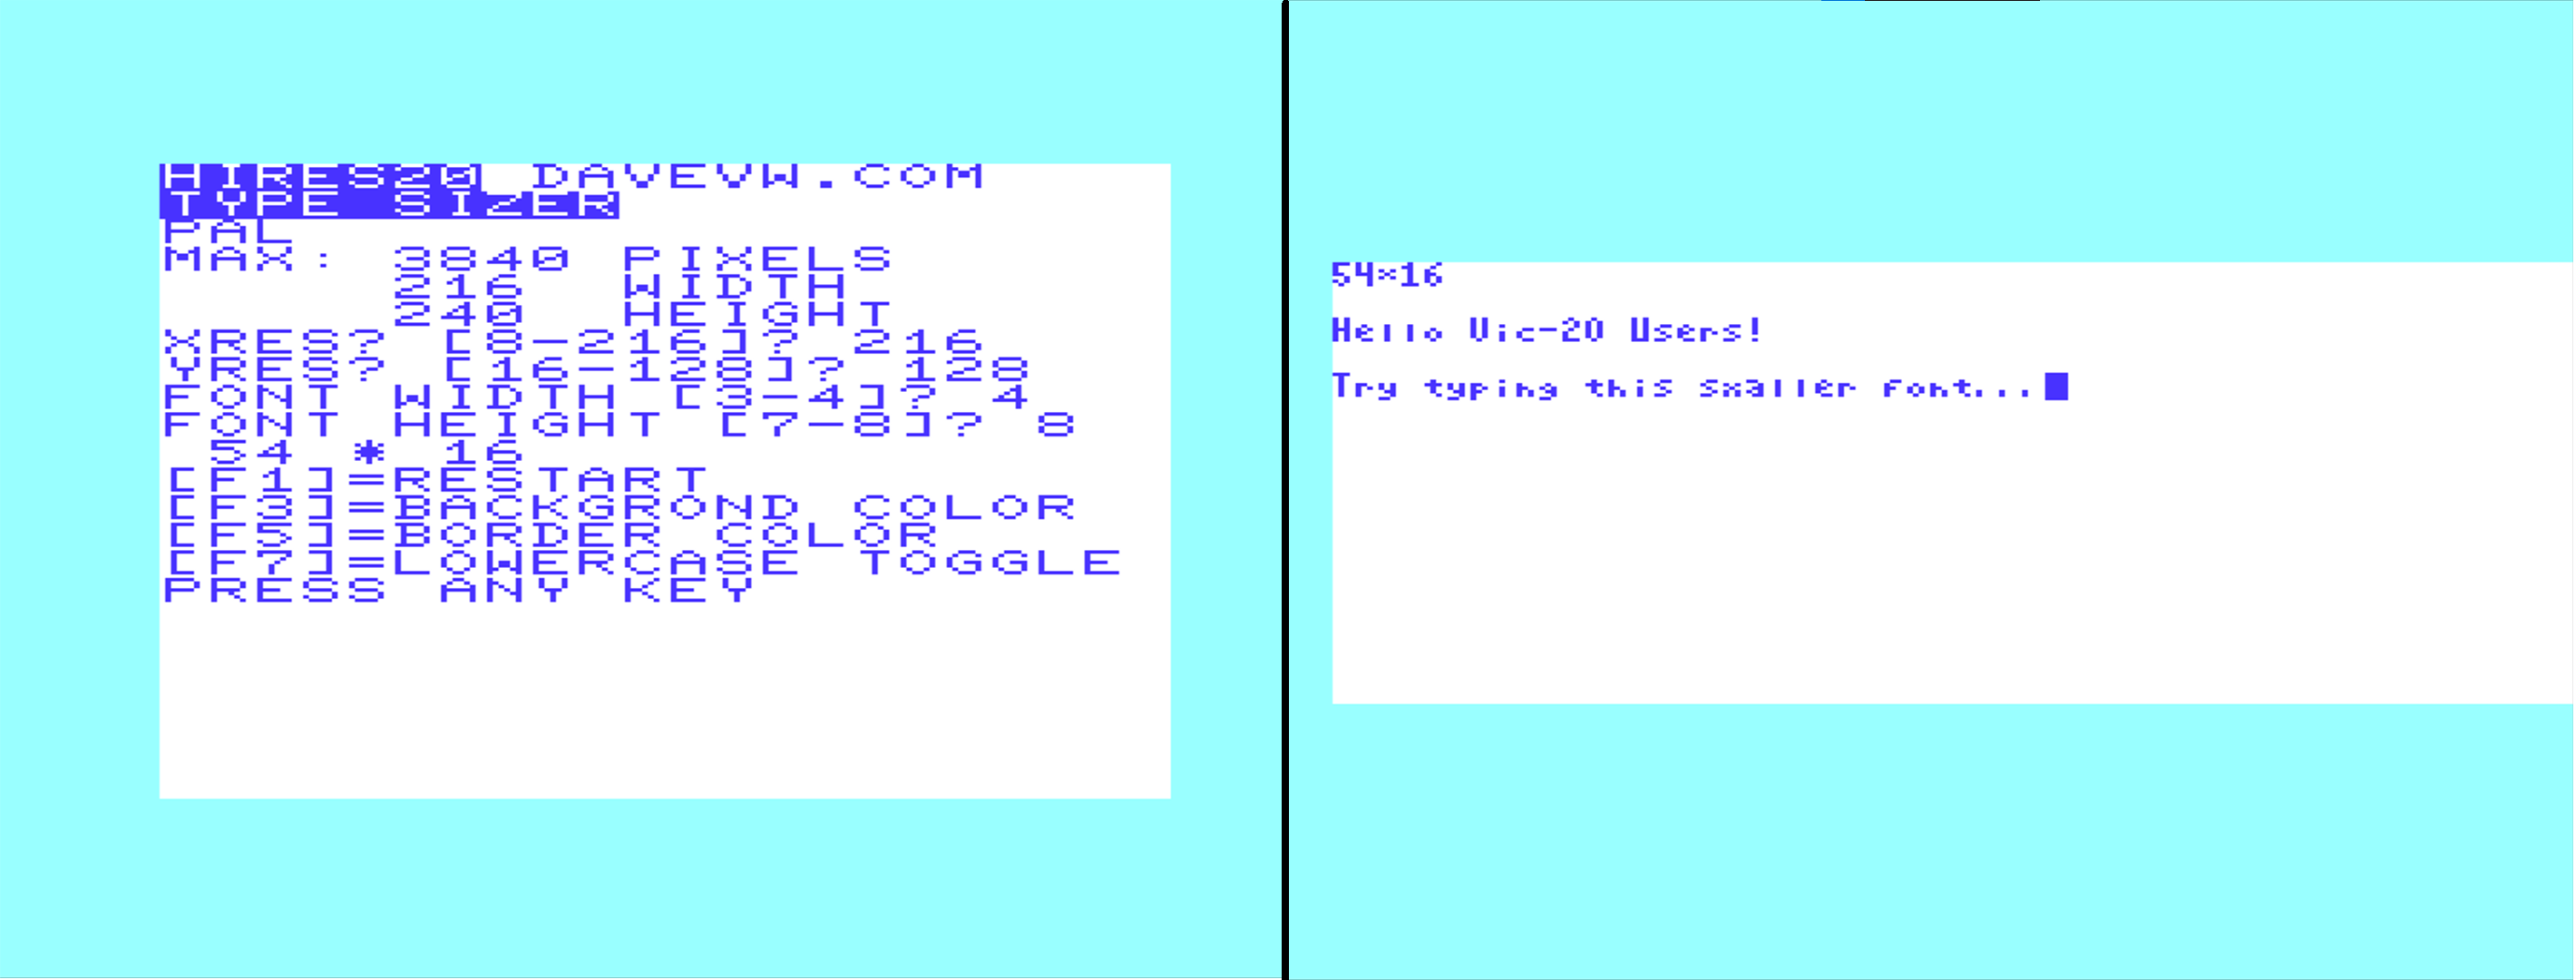 HIRES20 DAVEVW.COM
TYPE SIZER
PAL
MAX: 3840 PIXELS
216 WIDTH
240 HEIGHT
XRES? [8-216]? 216
YRES? [16-128]? 128
FONT WIDTH [3-4]? 4
FONT HEIGHT [7-8]? 8
54 * 16
[F1]=RESTART
[F3]=BACKGROND COLOR
[F5]=BORDER COLOR
[F7]=LOWERCASE TOGGLE
PRESS ANY KEY
54×16
Hello Vic-20 Users!
Try typing this smaller font...